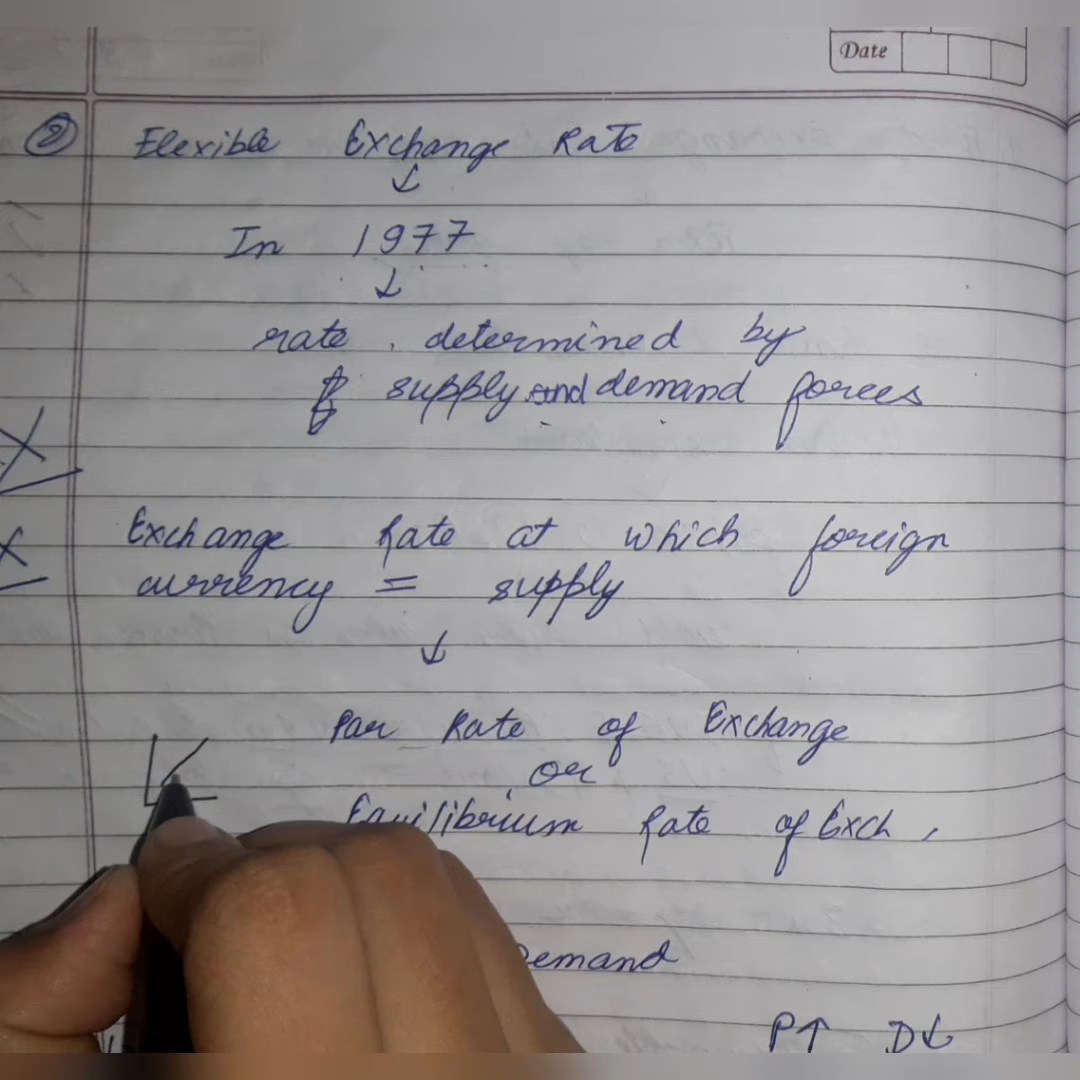 Date
② Flexible Exchange Rate
↓
In 1977
↓
rate determined by
supply and demand forces
Exchange Rate at which foreign
currency = supply
↓
Par Rate of Exchange
or
Equilibrium Rate of Exch,
Demand
P↑ D↓